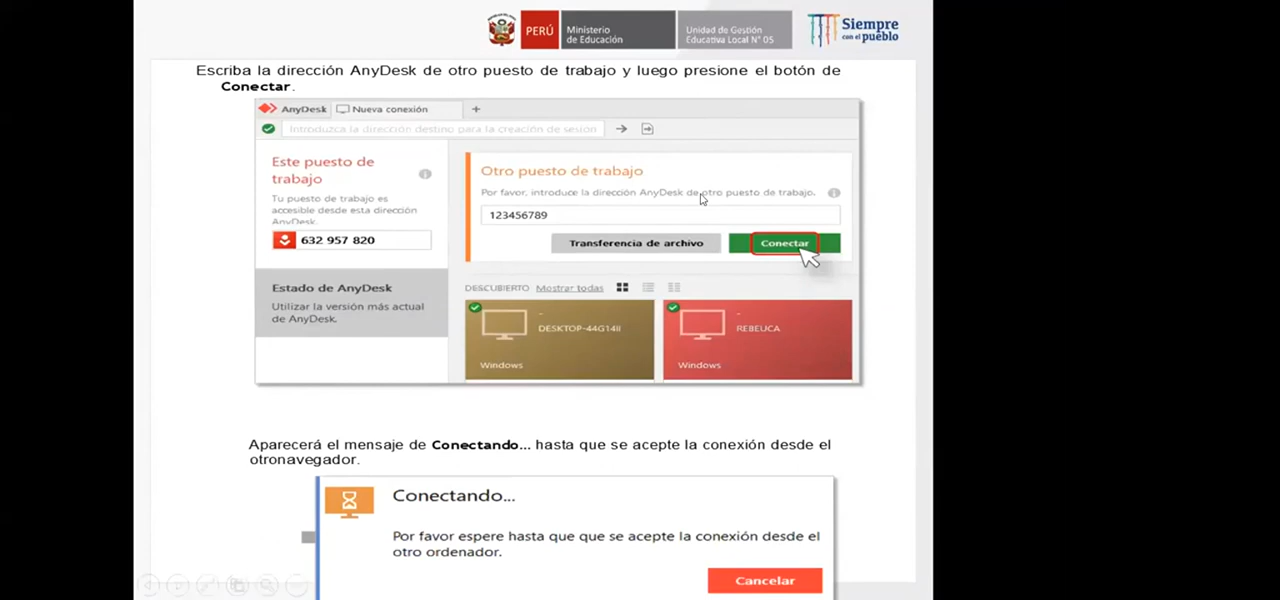 PERÚ
Ministerio
de Educación
Unidad de Gestión
Educativa Local N° 05
Siempre
con el pueblo
Escriba la dirección AnyDesk de otro puesto de trabajo y luego presione el botón de
Conectar.
AnyDesk
Nueva conexión
+
Introduzca la dirección destino para la creación de sesión
Este puesto de
trabajo
Tu puesto de trabajo es
accesible desde esta dirección
AnyDesk.
632 957 820
Estado de AnyDesk
Utilizar la versión más actual
de AnyDesk.
Otro puesto de trabajo
Por favor, introduce la dirección AnyDesk de otro puesto de trabajo.
123456789
Transferencia de archivo
Conectar
DESCUBIERTO Mostrar todas
DESKTOP-44G14II
Windows
REBEUCA
Windows
Aparecerá el mensaje de Conectando... hasta que se acepte la conexión desde el
otronavegador.
Conectando...
Por favor espere hasta que que se acepte la conexión desde el
otro ordenador.
Cancelar